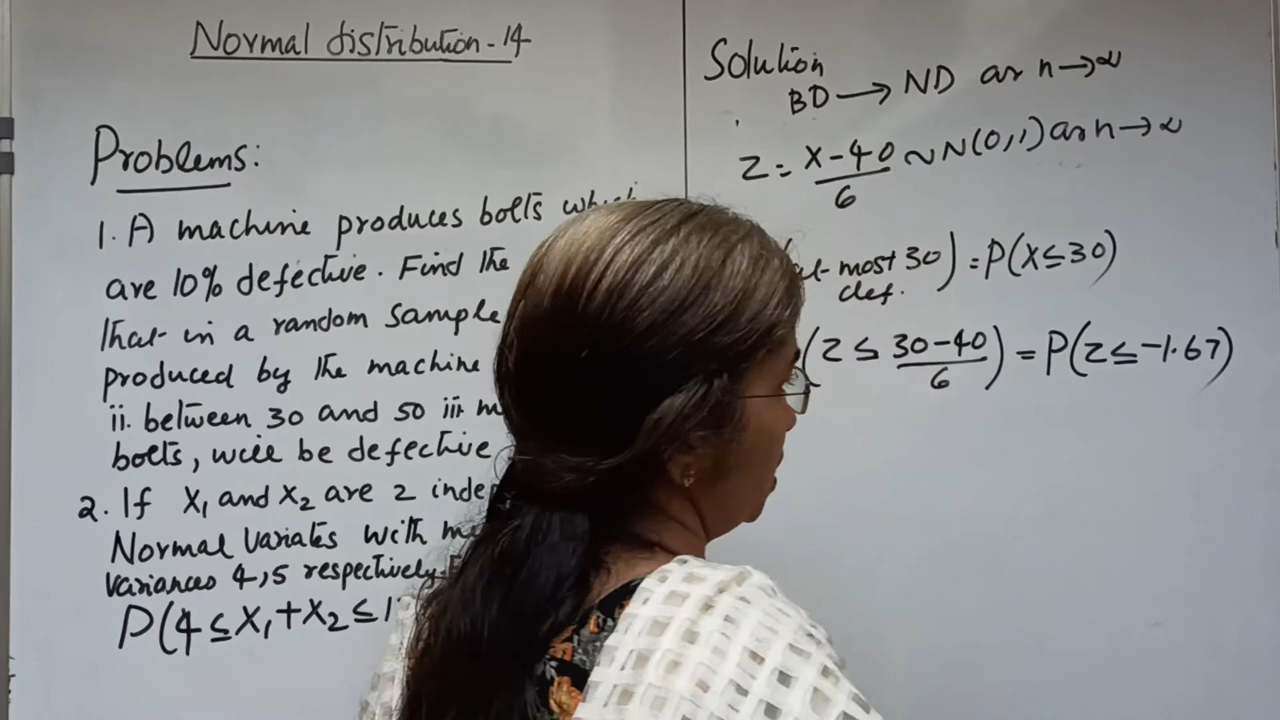 Normal distribution - 14
Problems:
1. A machine produces bolts
are 10% defective. Find the
that in a random sample
produced by the machine
ii. between 30 and 50 iii.
bolts, will be defective
2. If X₁ and X₂ are 2
Normal Variates with
Variances 4,5 respectively.
P(4 ≤ X₁ + X₂ ≤
Solution
BD → ND as n → ∞
Z = X - 40 / 6 ~ N(0,1) as n → ∞
at-most 30) = P(X ≤ 30)
def.
(Z ≤ 30 - 40 / 6) = P(Z ≤ -1.67)